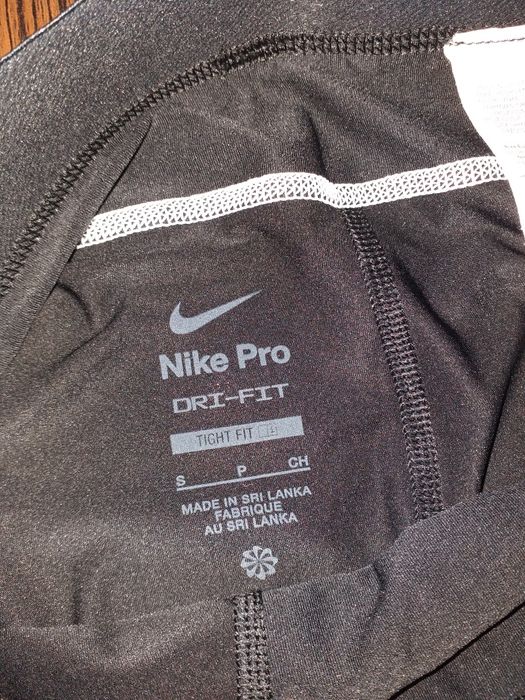 Nike Pro
DRI-FIT
TIGHT FIT
S P CH
MADE IN SRI LANKA
FABRIQUE
AU SRI LANKA